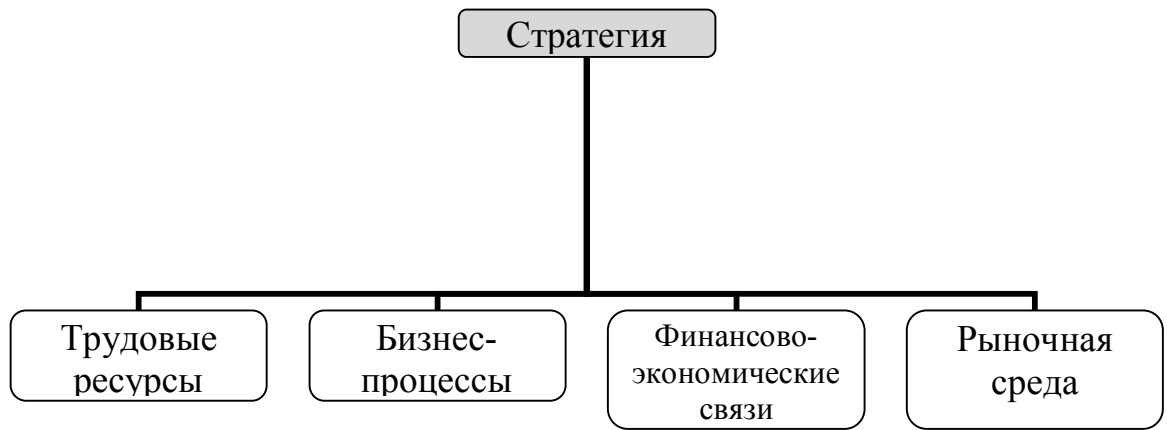 Стратегия
Трудовые
ресурсы
Бизнес-
процессы
Финансово-
экономические
связи
Рыночная
среда